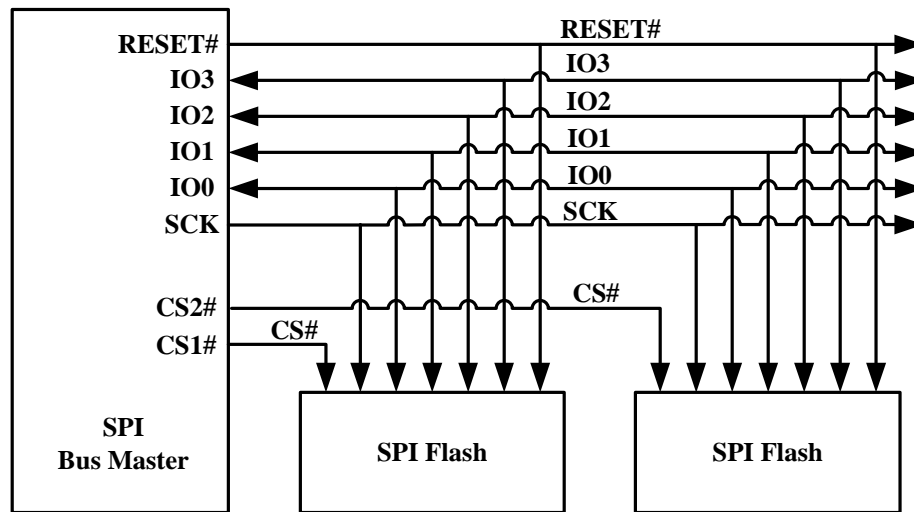 RESET#
RESET#
IO3
IO3
IO2
IO2
IO1
IO1
IO0
IO0
SCK
SCK
CS2#
CS#
CS1#
CS#
SPI
Bus Master
SPI Flash
SPI Flash